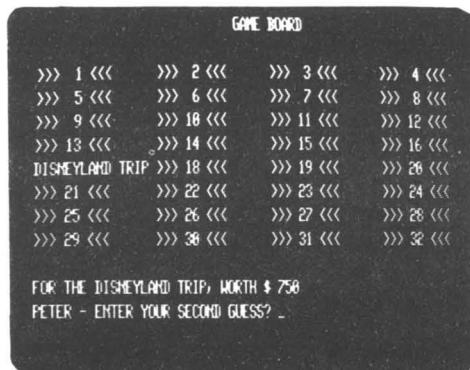 GAME BOARD
>>> 1 <<< >>> 2 <<< >>> 3 <<< >>> 4 <<<
>>> 5 <<< >>> 6 <<< >>> 7 <<< >>> 8 <<<
>>> 9 <<< >>> 10 <<< >>> 11 <<< >>> 12 <<<
>>> 13 <<< >>> 14 <<< >>> 15 <<< >>> 16 <<<
DISNEYLAND TRIP >>> 18 <<< >>> 19 <<< >>> 20 <<<
>>> 21 <<< >>> 22 <<< >>> 23 <<< >>> 24 <<<
>>> 25 <<< >>> 26 <<< >>> 27 <<< >>> 28 <<<
>>> 29 <<< >>> 30 <<< >>> 31 <<< >>> 32 <<<
FOR THE DISNEYLAND TRIP, WORTH $ 750
PETER - ENTER YOUR SECOND GUESS? _